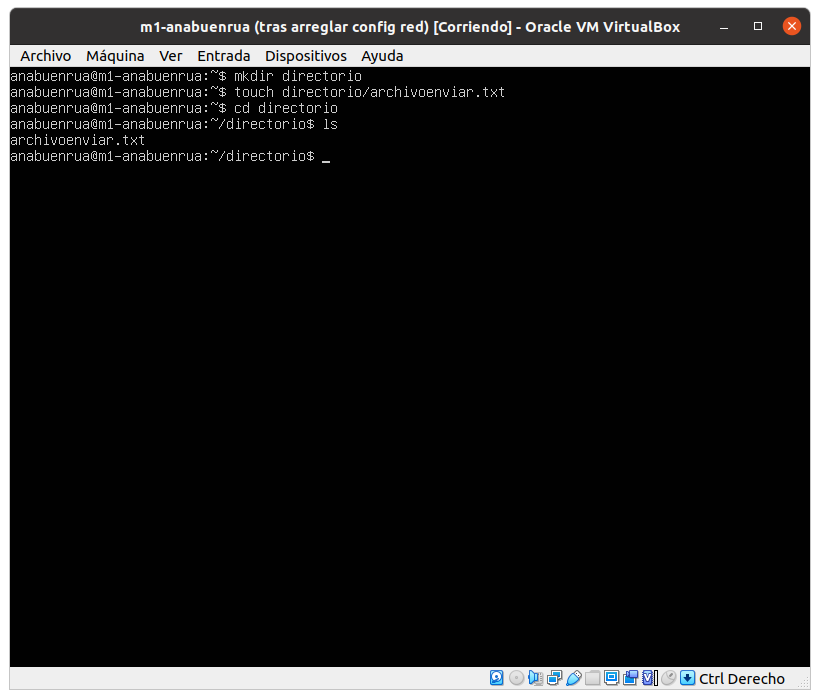 m1-anabuenrua (tras arreglar config red) [Corriendo] - Oracle VM VirtualBox
Archivo Máquina Ver Entrada Dispositivos Ayuda
anabuenrua@m1-anabuenrua:~$ mkdir directorio
anabuenrua@m1-anabuenrua:~$ touch directorio/archivoenviar.txt
anabuenrua@m1-anabuenrua:~$ cd directorio
anabuenrua@m1-anabuenrua:~/directorio$ ls
archivoenviar.txt
anabuenrua@m1-anabuenrua:~/directorio$ _
Ctrl Derecho